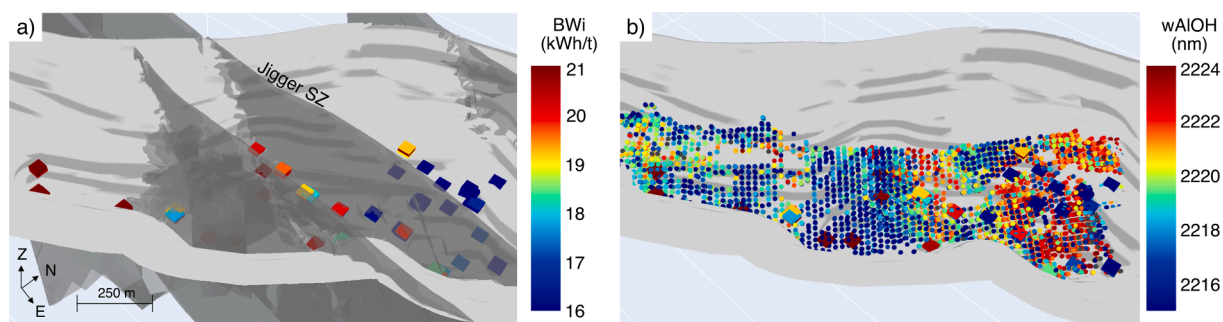 a)
Jigger SZ
Z
N
E
250 m
BWi
(kWh/t)
21
20
19
18
17
16
b)
wAlOH
(nm)
2224
2222
2220
2218
2216